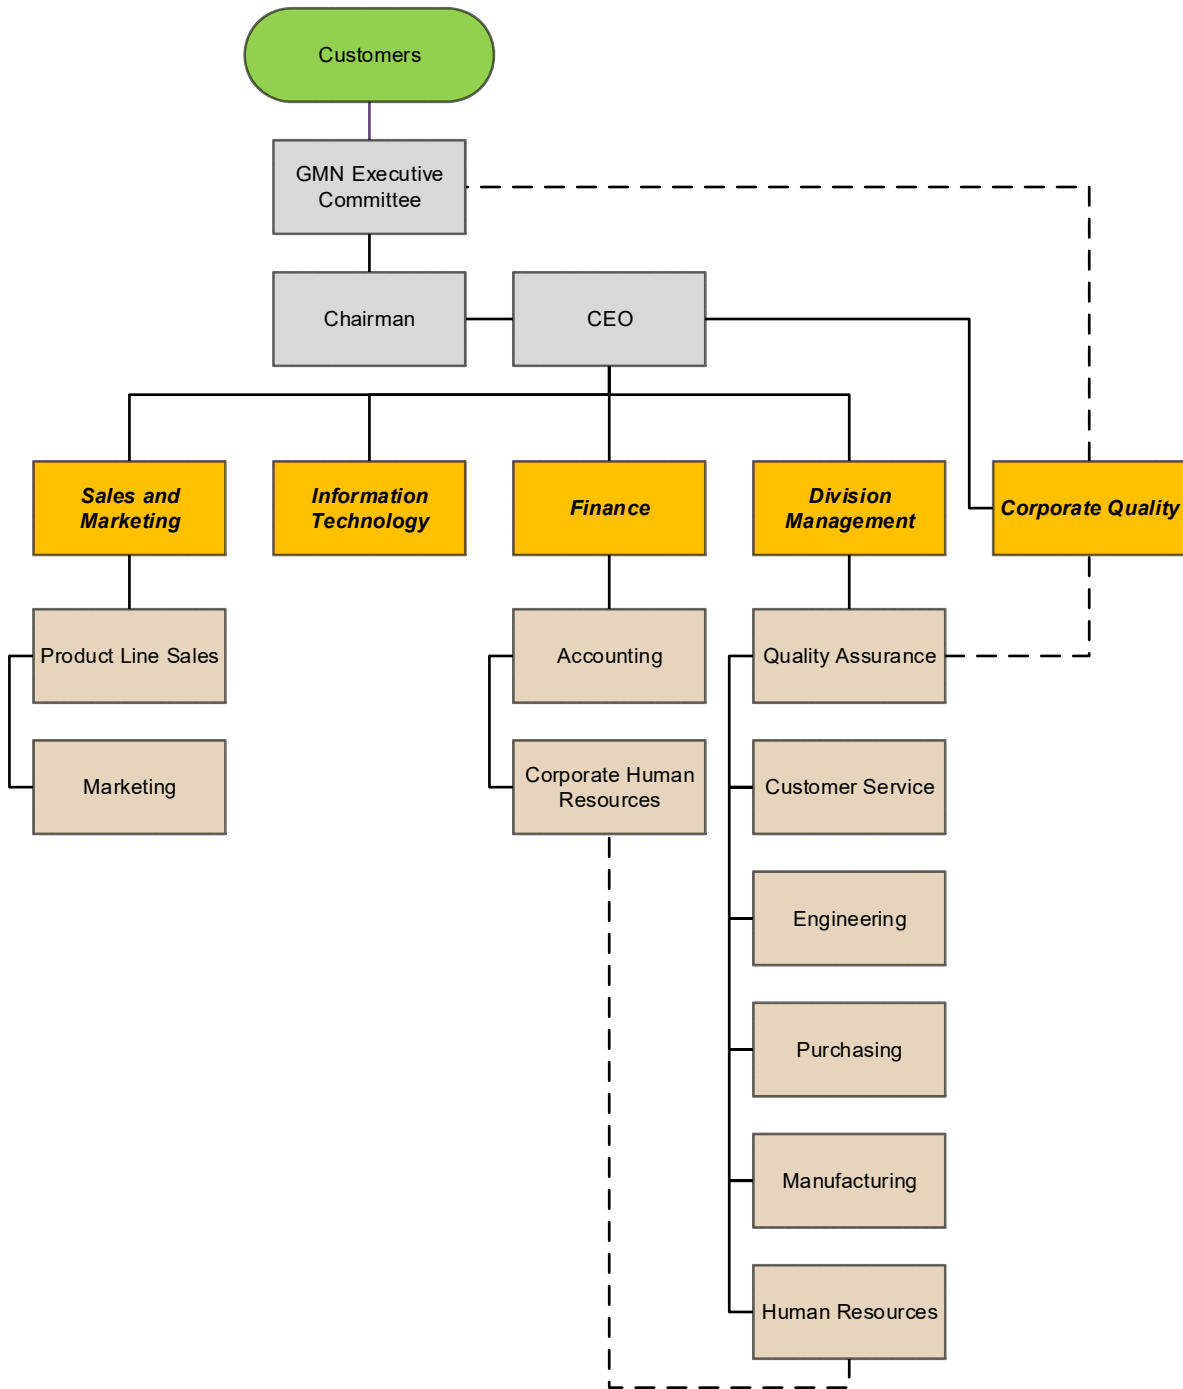 Customers
GMN Executive
Committee
Chairman
CEO
Sales and
Marketing
Information
Technology
Finance
Division
Management
Corporate Quality
Product Line Sales
Accounting
Quality Assurance
Marketing
Corporate Human
Resources
Customer Service
Engineering
Purchasing
Manufacturing
Human Resources